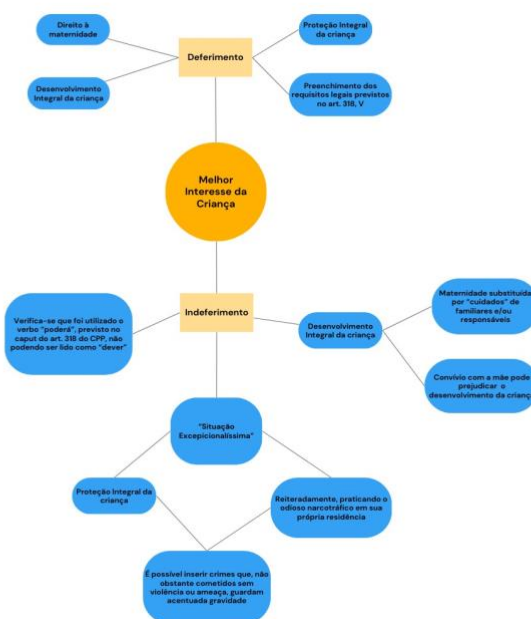 Direito à
maternidade
Proteção Integral
da criança
Deferimento
Desenvolvimento
Integral da criança
Preenchimento dos
requisitos legais previstos
no art. 318, V
Melhor
Interesse da
Criança
Verifica-se que foi utilizado o
verbo "poderá", previsto no
caput do art. 318 do CPP, não
podendo ser lido como "dever"
Indeferimento
Desenvolvimento
Integral da criança
Maternidade substituída
por "cuidados" de
familiares e/ou
responsáveis
Convívio com a mãe pode
prejudicar o
desenvolvimento da criança
"Situação
Excepcionalíssima"
Proteção Integral da
criança
Reiteradamente, praticando o
odioso narcotráfico em sua
própria residência
É possível inserir crimes que, não
obstante cometidos sem
violência ou ameaça, guardam
acentuada gravidade